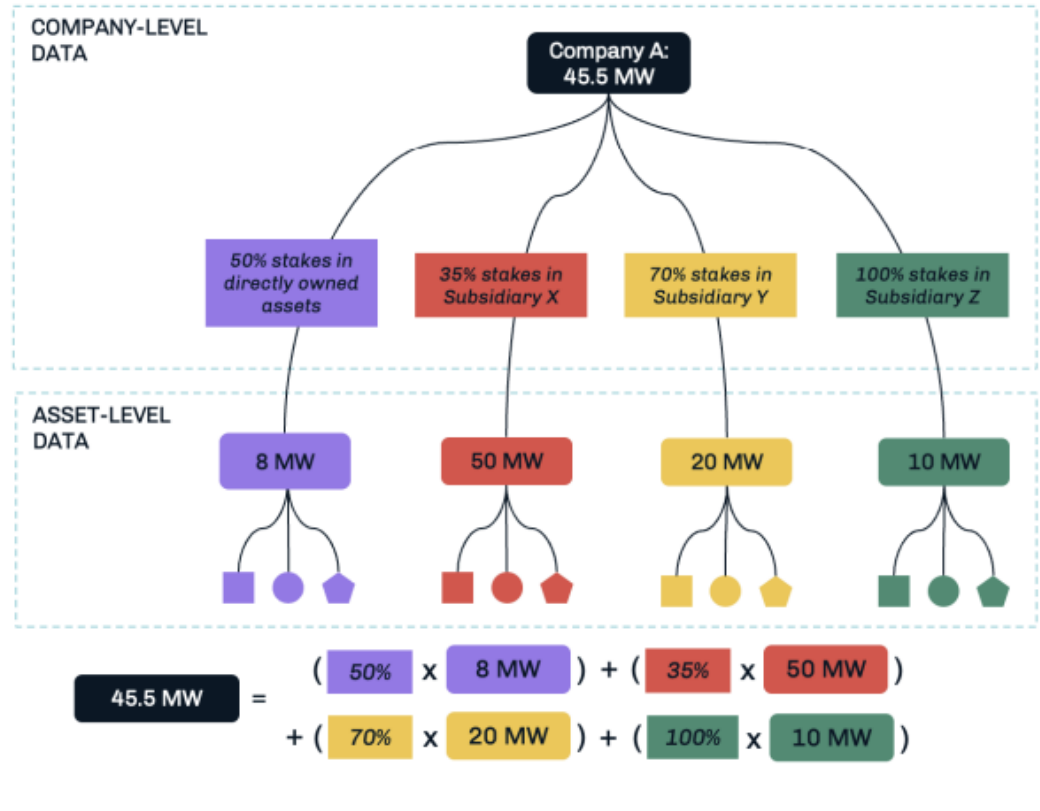 COMPANY-LEVEL
DATA
Company A:
45.5 MW
50% stakes in
directly owned
assets
35% stakes in
Subsidiary X
70% stakes in
Subsidiary Y
100% stakes in
Subsidiary Z
ASSET-LEVEL
DATA
8 MW
50 MW
20 MW
10 MW
45.5 MW =
( 50% x 8 MW ) + ( 35% x 50 MW )
+ ( 70% x 20 MW ) + ( 100% x 10 MW )